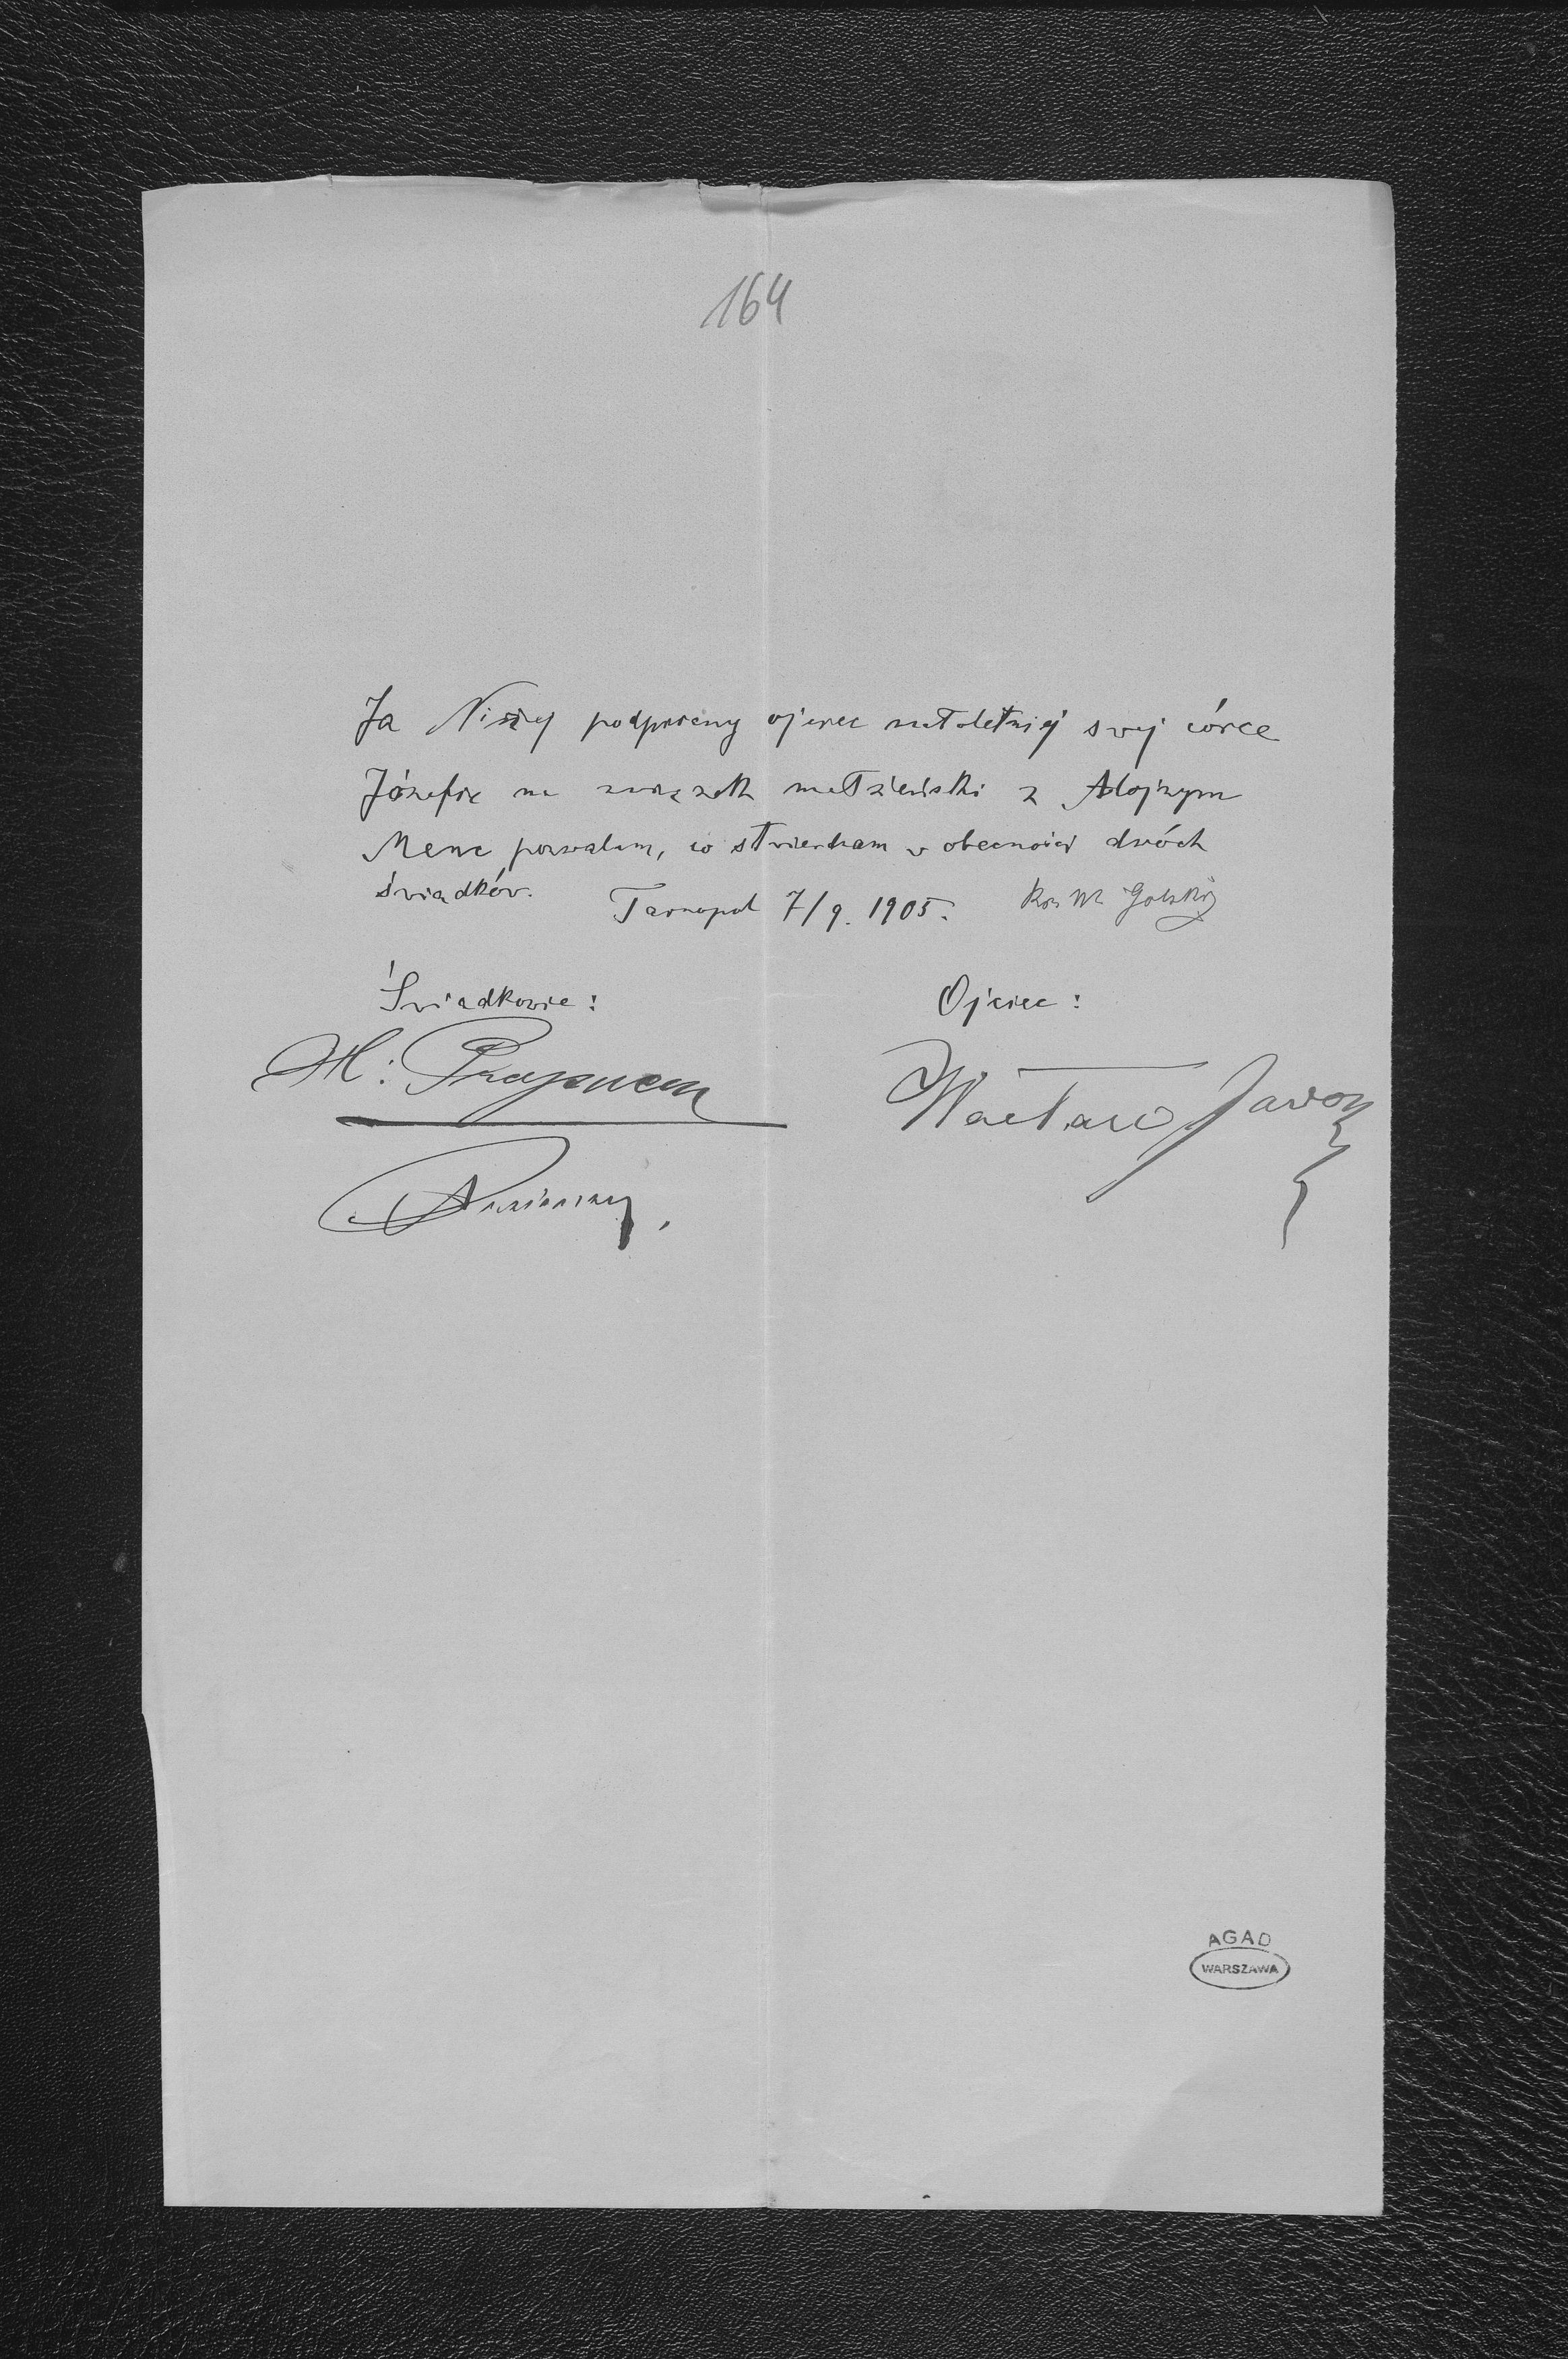 164
Ja Niżej podpisany ojciec małoletniej swej córce
Józefie na związek małżeński z Alojzym
Menc pozwalam, co stwierdzam w obecności dwóch
świadków. Tarnopol 7/9. 1905.
Świadkowie: Ojciec:
Wacław
AGAD
WARSZAWA